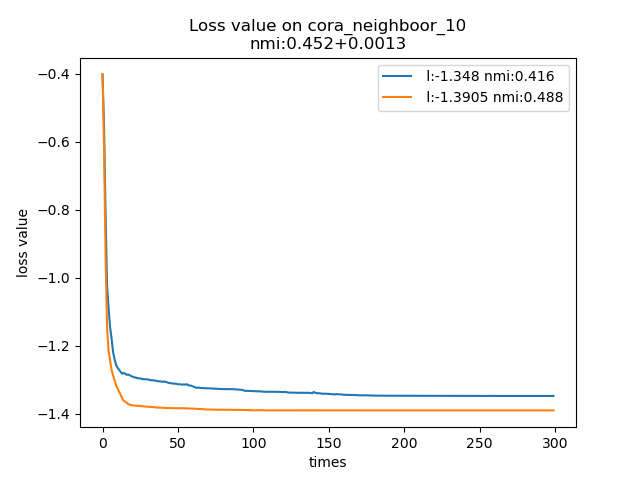 Loss value on cora_neighboor_10
nmi:0.452+0.0013
l:-1.348 nmi:0.416
l:-1.3905 nmi:0.488
loss value
−0.4
−0.6
−0.8
−1.0
−1.2
−1.4
0 50 100 150 200 250 300
times